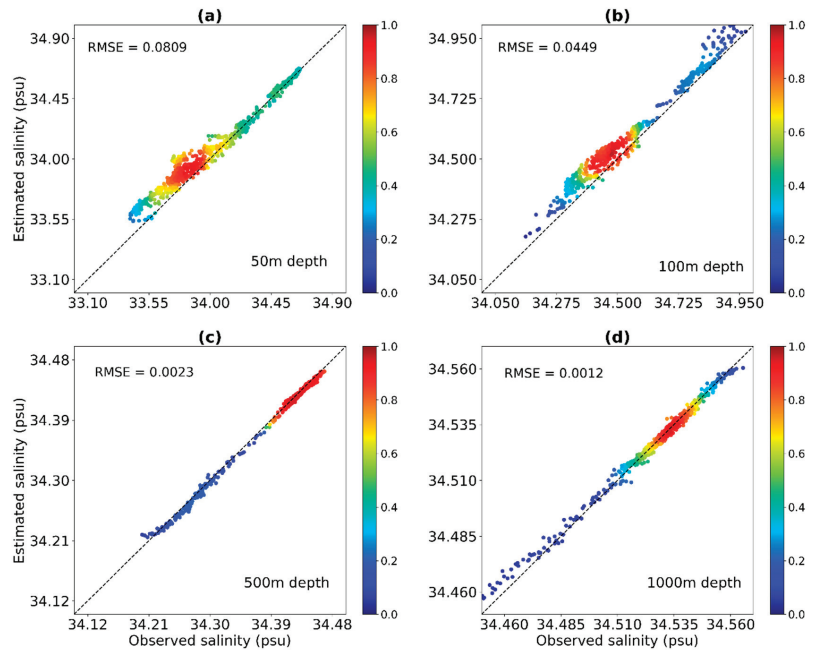 (a)
RMSE = 0.0809
34.90
34.45
34.00
33.55
33.10
Estimated salinity (psu)
50m depth
33.10 33.55 34.00 34.45 34.90
1.0
0.8
0.6
0.4
0.2
0.0
(b)
RMSE = 0.0449
34.950
34.725
34.500
34.275
34.050
100m depth
34.050 34.275 34.500 34.725 34.950
1.0
0.8
0.6
0.4
0.2
0.0
(c)
RMSE = 0.0023
34.48
34.39
34.30
34.21
34.12
Estimated salinity (psu)
500m depth
34.12 34.21 34.30 34.39 34.48
Observed salinity (psu)
1.0
0.8
0.6
0.4
0.2
0.0
(d)
RMSE = 0.0012
34.560
34.535
34.510
34.485
34.460
1000m depth
34.460 34.485 34.510 34.535 34.560
Observed salinity (psu)
1.0
0.8
0.6
0.4
0.2
0.0